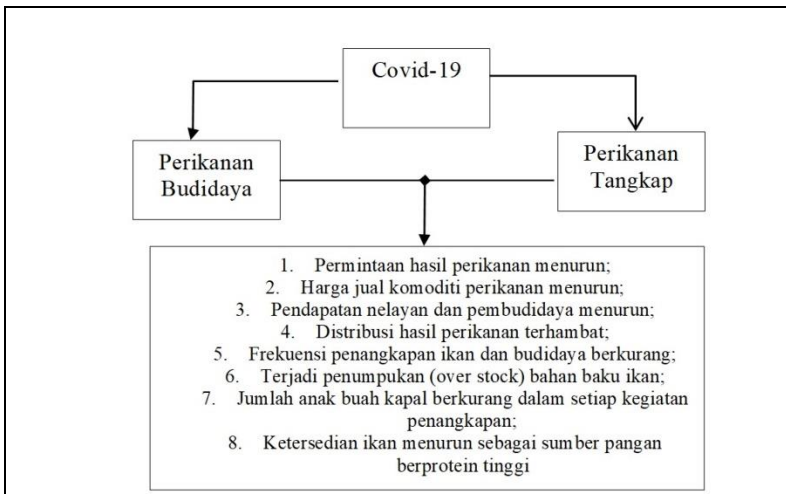 Covid-19
Perikanan
Budidaya
Perikanan
Tangkap
1. Permintaan hasil perikanan menurun;
2. Harga jual komoditi perikanan menurun;
3. Pendapatan nelayan dan pembudidaya menurun;
4. Distribusi hasil perikanan terhambat;
5. Frekuensi penangkapan ikan dan budidaya berkurang;
6. Terjadi penumpukan (over stock) bahan baku ikan;
7. Jumlah anak buah kapal berkurang dalam setiap kegiatan
penangkapan;
8. Ketersedian ikan menurun sebagai sumber pangan
berprotein tinggi